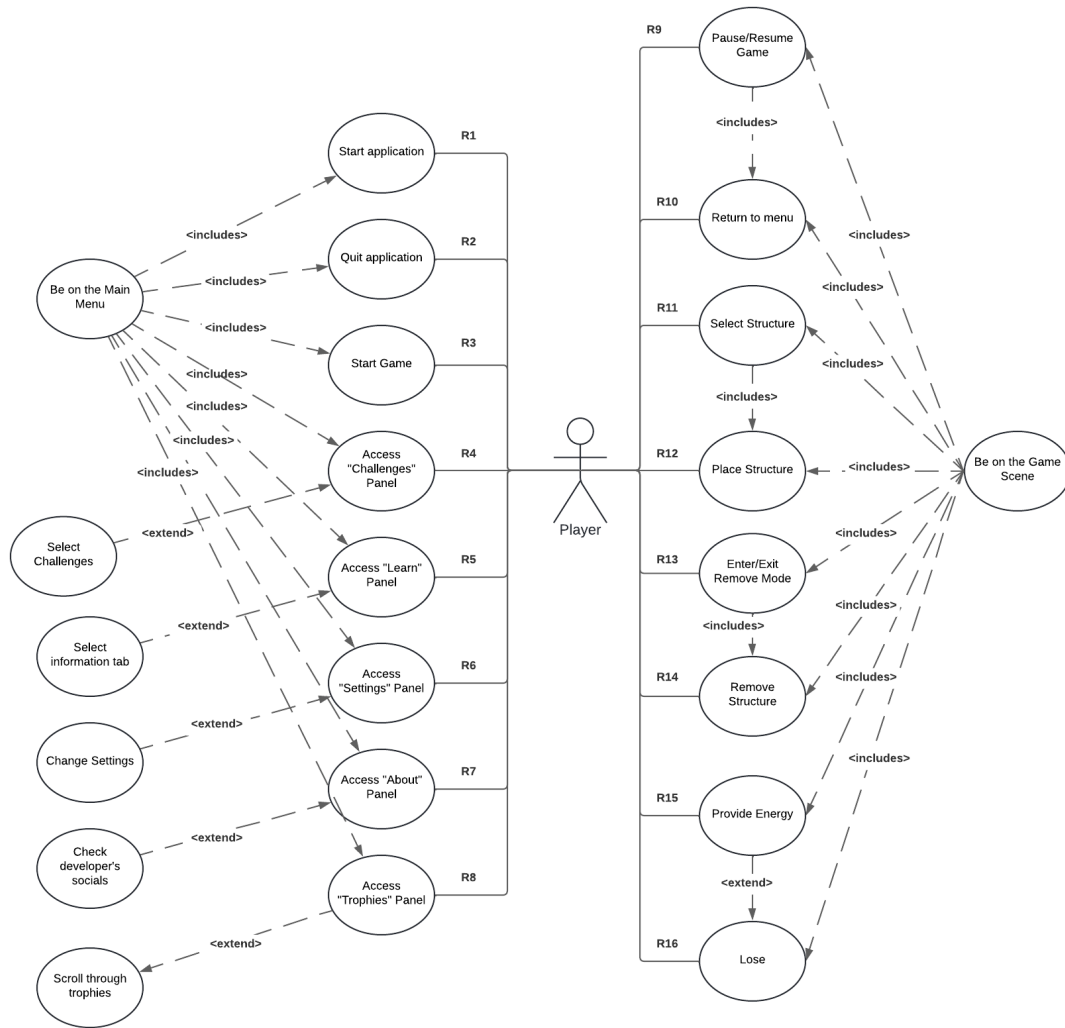 R9
Pause/Resume
Game
<includes>
R1
Start application
R10
Return to menu
<includes>
<includes>
R2
Quit application
<includes>
Be on the Main
Menu
<includes>
R11
Select Structure
<includes>
<includes>
R3
Start Game
<includes>
<includes>
<includes>
<includes>
<includes>
<includes>
R4
Access
"Challenges"
Panel
R12
Place Structure
<includes>
Be on the Game
Scene
Player
<extend>
Select
Challenges
R5
Access "Learn"
Panel
R13
Enter/Exit
Remove Mode
<includes>
<includes>
<includes>
<extend>
Select
information tab
R6
Access
"Settings" Panel
R14
Remove
Structure
<includes>
<extend>
Change Settings
<includes>
R7
Access "About"
Panel
R15
Provide Energy
<extend>
Check
developer's
socials
<extend>
R8
Access
"Trophies" Panel
<extend>
R16
Lose
Scroll through
trophies